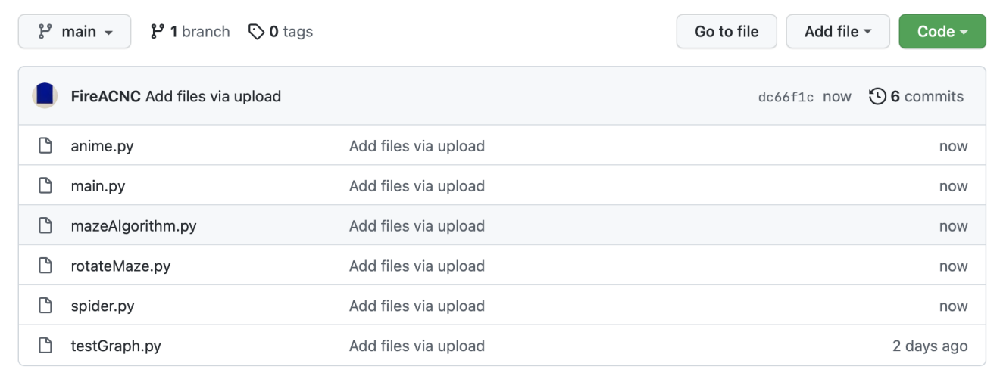 main 1 branch 0 tags Go to file Add file Code
FireACNC Add files via upload dc66f1c now 6 commits
anime.py Add files via upload now
main.py Add files via upload now
mazeAlgorithm.py Add files via upload now
rotateMaze.py Add files via upload now
spider.py Add files via upload now
testGraph.py Add files via upload 2 days ago